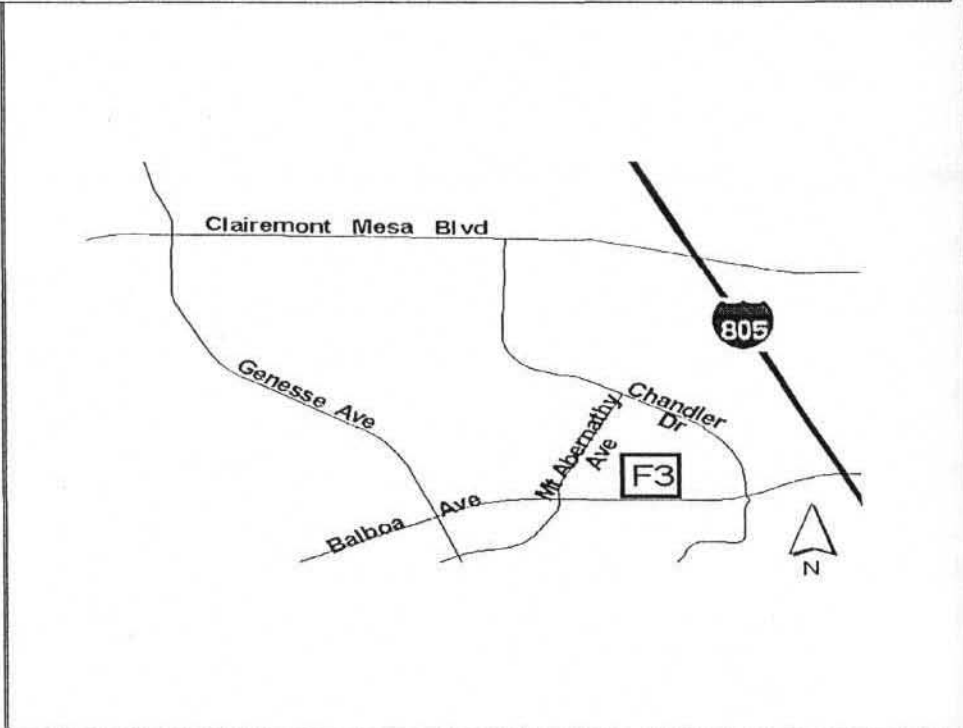 Clairemont Mesa Blvd
805
Genesse Ave
Chandler
Dr
Mt Abernathy
Ave
F3
Balboa Ave
N